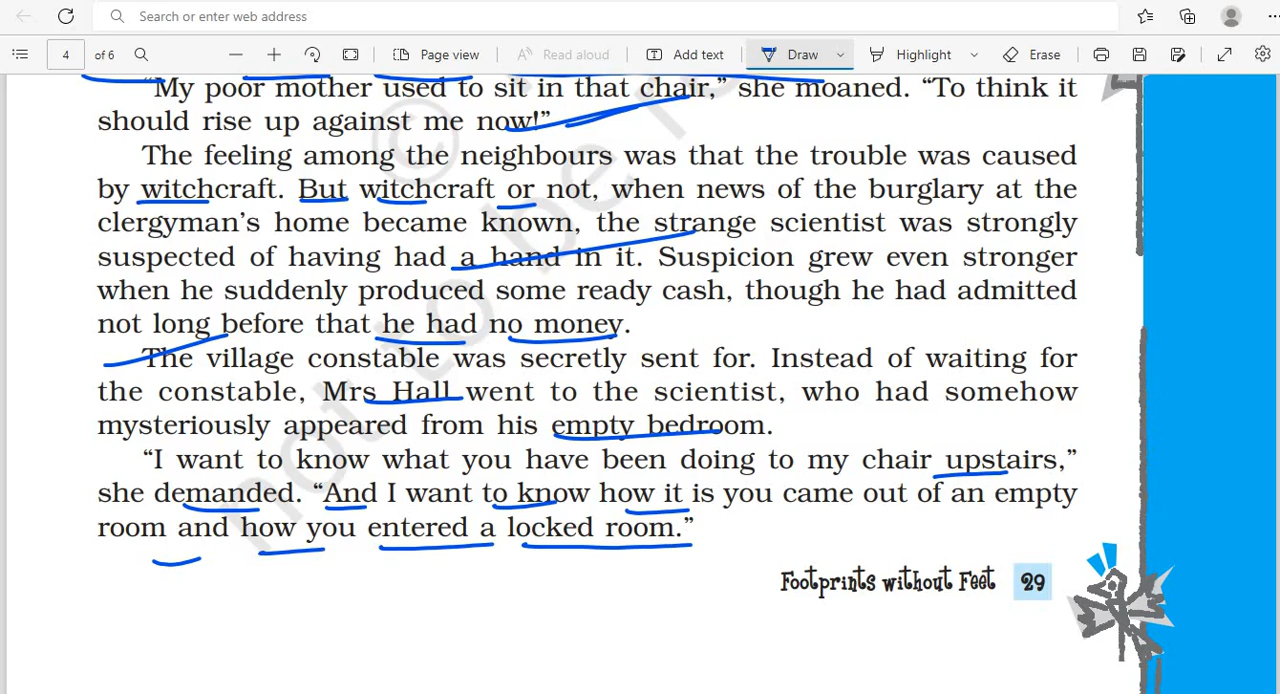 Search or enter web address
4 of 6 Page view Read aloud Add text Draw Highlight Erase
“My poor mother used to sit in that chair,” she moaned. “To think it
should rise up against me now!”
The feeling among the neighbours was that the trouble was caused
by witchcraft. But witchcraft or not, when news of the burglary at the
clergyman’s home became known, the strange scientist was strongly
suspected of having had a hand in it. Suspicion grew even stronger
when he suddenly produced some ready cash, though he had admitted
not long before that he had no money.
The village constable was secretly sent for. Instead of waiting for
the constable, Mrs Hall went to the scientist, who had somehow
mysteriously appeared from his empty bedroom.
“I want to know what you have been doing to my chair upstairs,”
she demanded. “And I want to know how it is you came out of an empty
room and how you entered a locked room.”
Footprints without Feet 29
not to be r
©